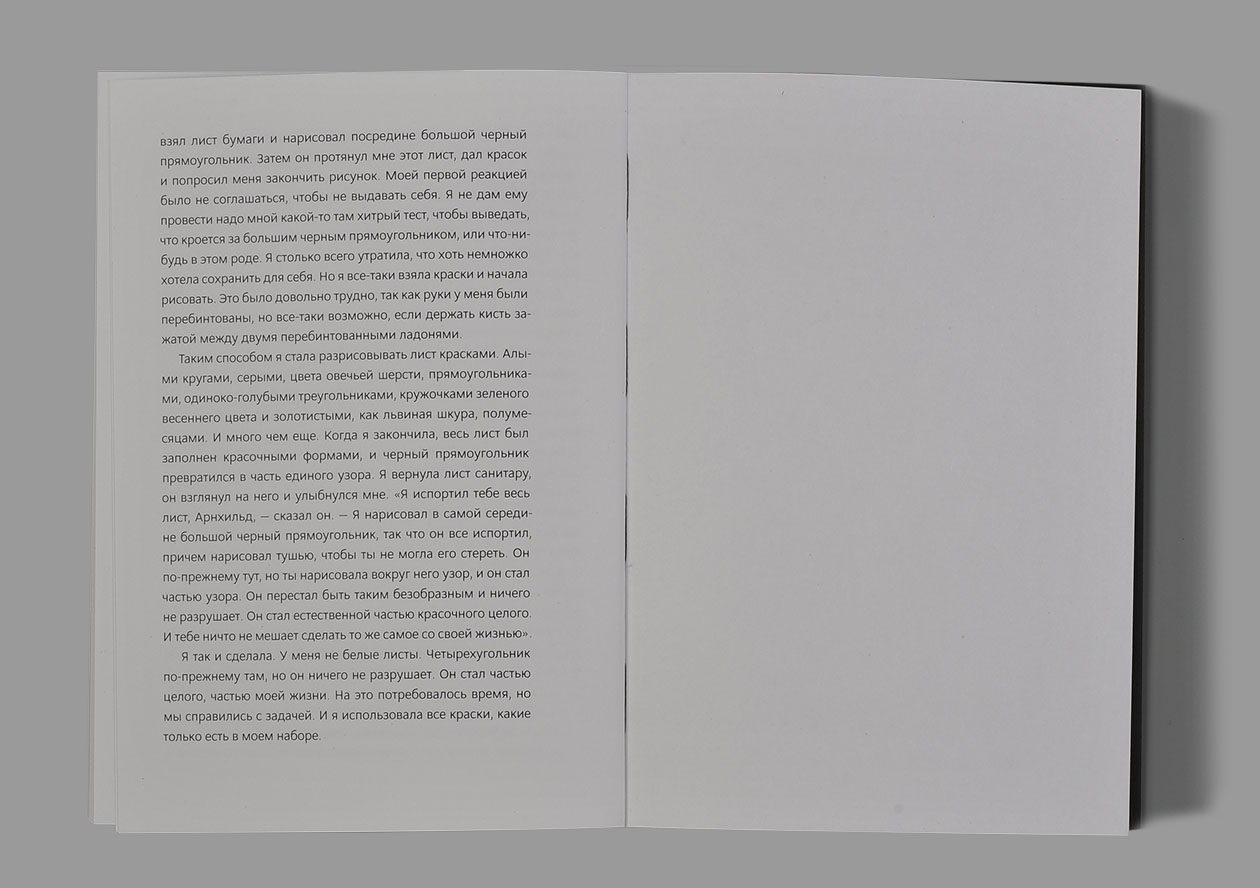 взял лист бумаги и нарисовал посредине большой черный
прямоугольник. Затем он протянул мне этот лист, дал красок
и попросил меня закончить рисунок. Моей первой реакцией
было не соглашаться, чтобы не выдавать себя. Я не дам ему
провести надо мной какой-то там хитрый тест, чтобы выведать,
что кроется за большим черным прямоугольником, или что-ни-
будь в этом роде. Я столько всего утратила, что хоть немножко
хотела сохранить для себя. Но я все-таки взяла краски и начала
рисовать. Это было довольно трудно, так как руки у меня были
перебинтованы, но все-таки возможно, если держать кисть за-
жатой между двумя перебинтованными ладонями.
Таким способом я стала разрисовывать лист красками. Алы-
ми кругами, серыми, цвета овечьей шерсти, прямоугольника-
ми, одиноко-голубыми треугольниками, кружочками зеленого
весеннего цвета и золотистыми, как львиная шкура, полуме-
сяцами. И много чем еще. Когда я закончила, весь лист был
заполнен красочными формами, и черный прямоугольник
превратился в часть единого узора. Я вернула лист санитару,
он взглянул на него и улыбнулся мне. «Я испортил тебе весь
лист, Арнхильд, — сказал он. — Я нарисовал в самой середи-
не большой черный прямоугольник, так что он все испортил,
причем нарисовал тушью, чтобы ты не могла его стереть. Он
по-прежнему тут, но ты нарисовала вокруг него узор, и он стал
частью узора. Он перестал быть таким безобразным и ничего
не разрушает. Он стал естественной частью красочного целого.
И тебе ничто не мешает сделать то же самое со своей жизнью».
Я так и сделала. У меня не белые листы. Четырехугольник
по-прежнему там, но он ничего не разрушает. Он стал частью
целого, частью моей жизни. На это потребовалось время, но
мы справились с задачей. И я использовала все краски, какие
только есть в моем наборе.